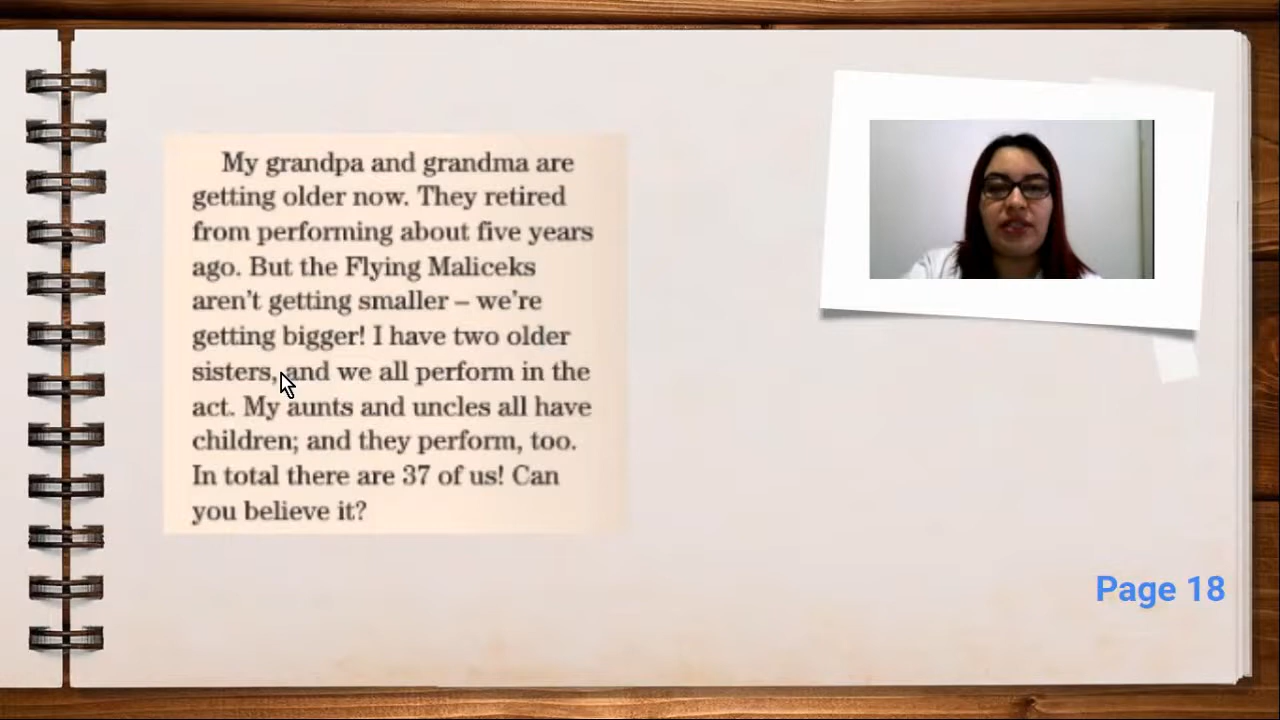 My grandpa and grandma are
getting older now. They retired
from performing about five years
ago. But the Flying Maliceks
aren't getting smaller – we're
getting bigger! I have two older
sisters, and we all perform in the
act. My aunts and uncles all have
children; and they perform, too.
In total there are 37 of us! Can
you believe it?
Page 18